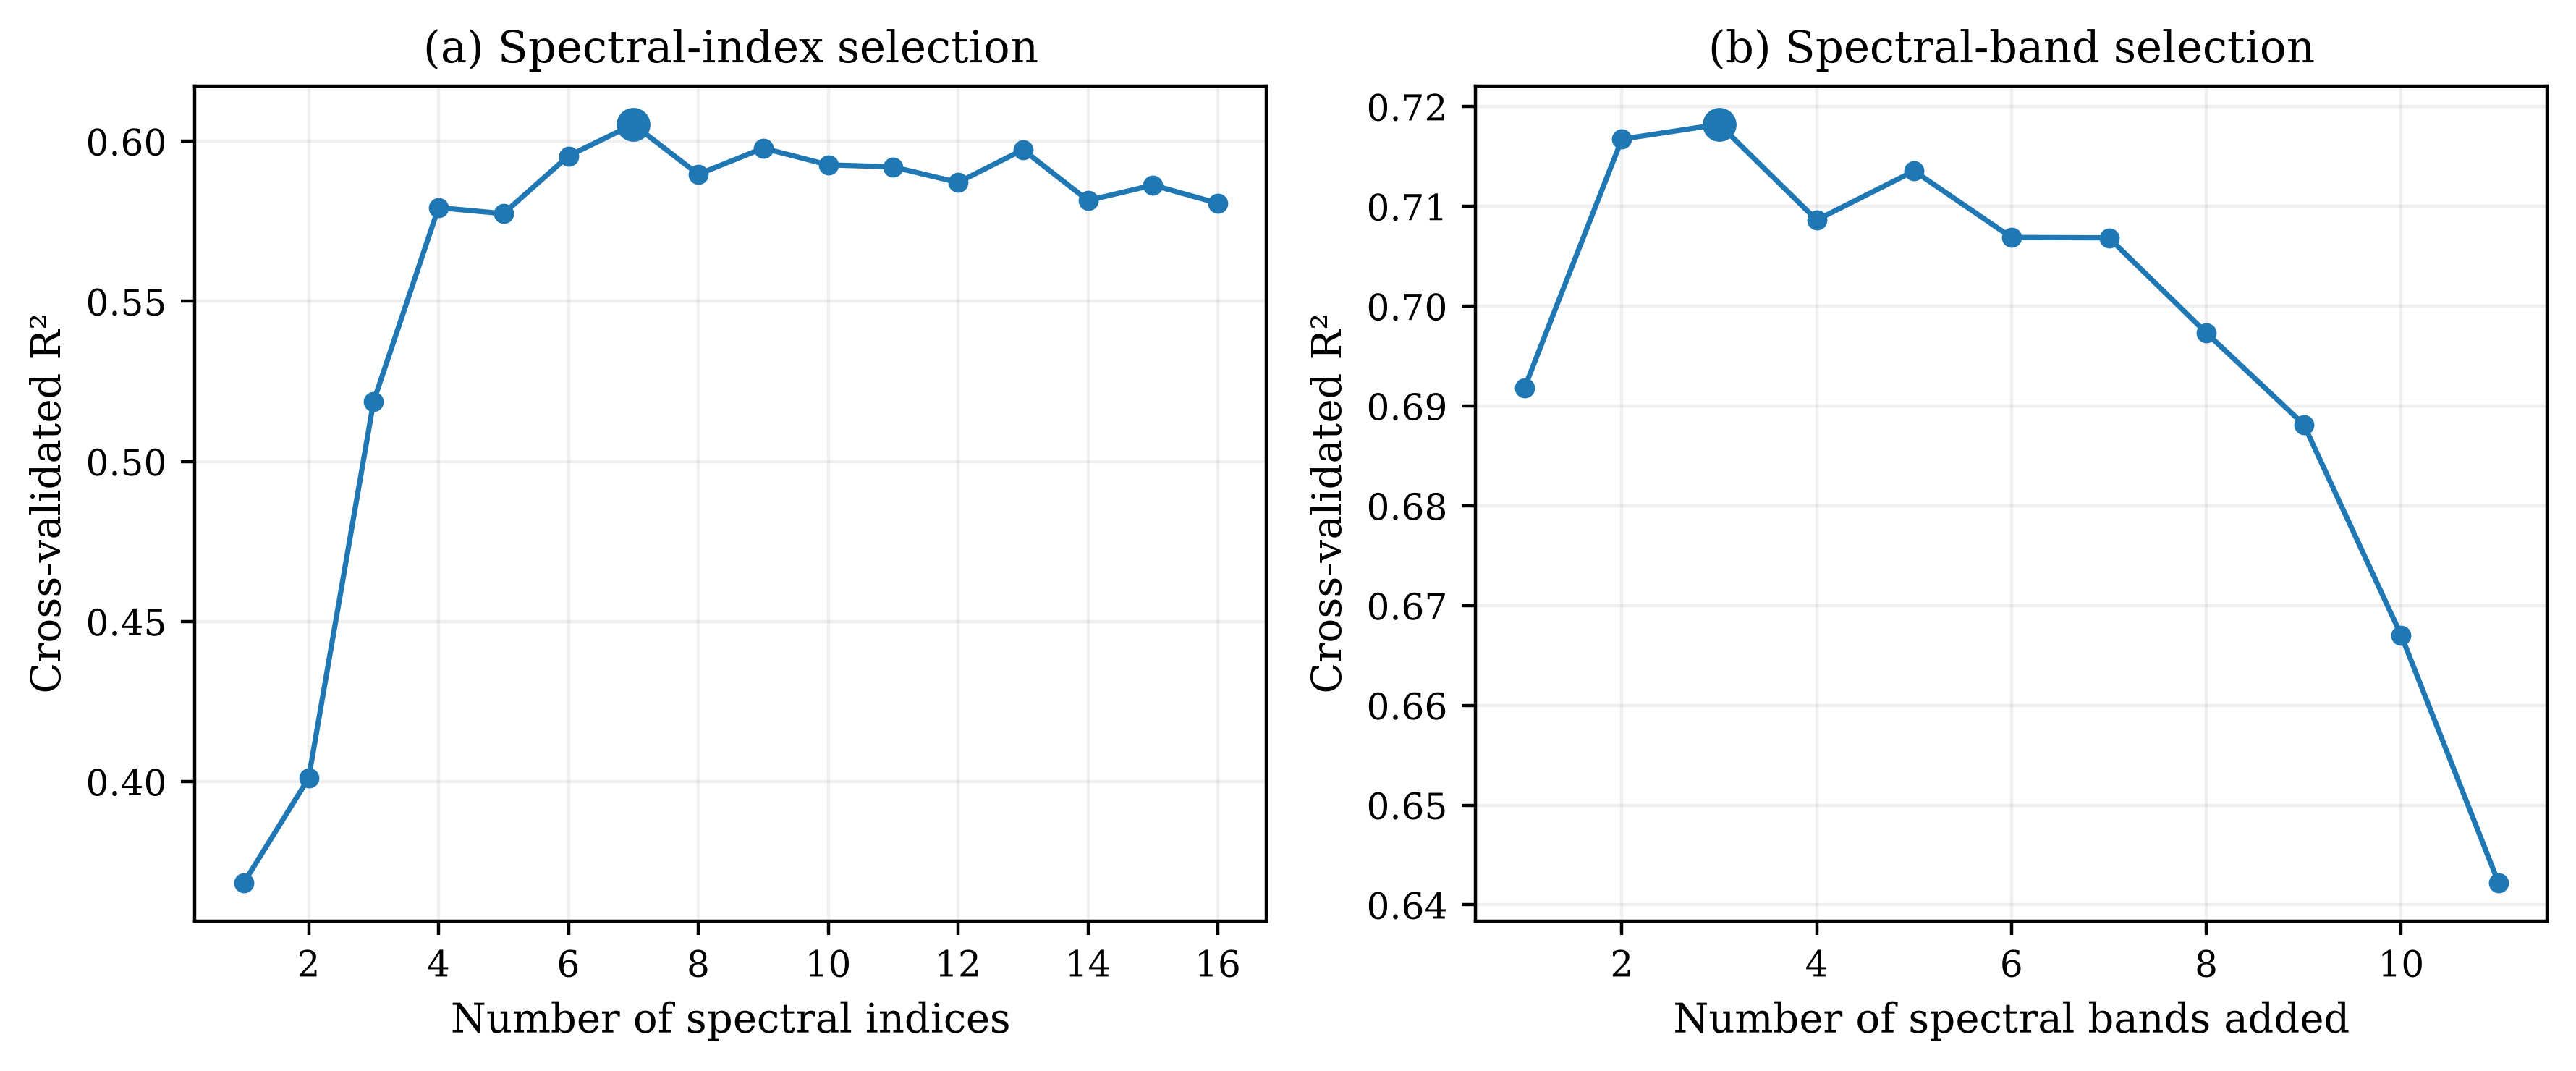 (a) Spectral-index selection
Cross-validated R²
0.60
0.55
0.50
0.45
0.40
2 4 6 8 10 12 14 16
Number of spectral indices
(b) Spectral-band selection
Cross-validated R²
0.72
0.71
0.70
0.69
0.68
0.67
0.66
0.65
0.64
2 4 6 8 10
Number of spectral bands added